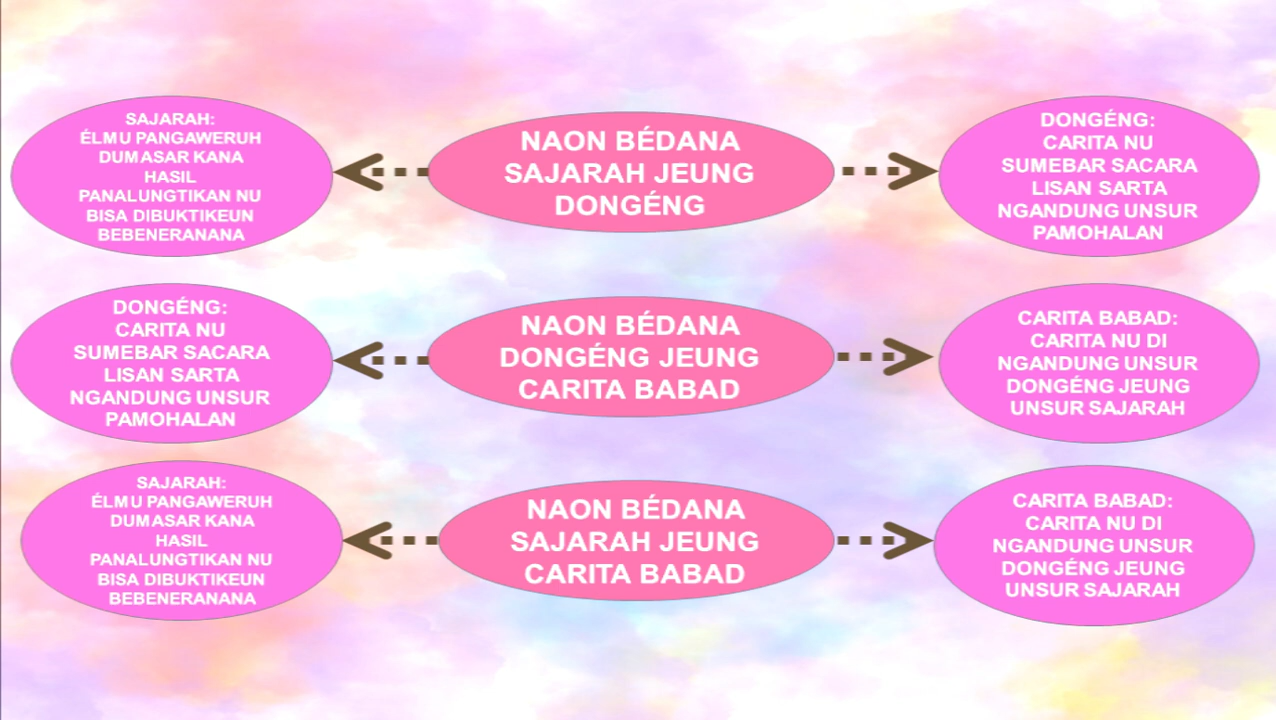 SAJARAH:
ÉLMU PANGAWERUH
DUMASAR KANA
HASIL
PANALUNGTIKAN NU
BISA DIBUKTIKEUN
BEBENERANANA
NAON BÉDANA
SAJARAH JEUNG
DONGÉNG
DONGÉNG:
CARITA NU
SUMEBAR SACARA
LISAN SARTA
NGANDUNG UNSUR
PAMOHALAN
DONGÉNG:
CARITA NU
SUMEBAR SACARA
LISAN SARTA
NGANDUNG UNSUR
PAMOHALAN
NAON BÉDANA
DONGÉNG JEUNG
CARITA BABAD
CARITA BABAD:
CARITA NU DI
NGANDUNG UNSUR
DONGÉNG JEUNG
UNSUR SAJARAH
SAJARAH:
ÉLMU PANGAWERUH
DUMASAR KANA
HASIL
PANALUNGTIKAN NU
BISA DIBUKTIKEUN
BEBENERANANA
NAON BÉDANA
SAJARAH JEUNG
CARITA BABAD
CARITA BABAD:
CARITA NU DI
NGANDUNG UNSUR
DONGÉNG JEUNG
UNSUR SAJARAH